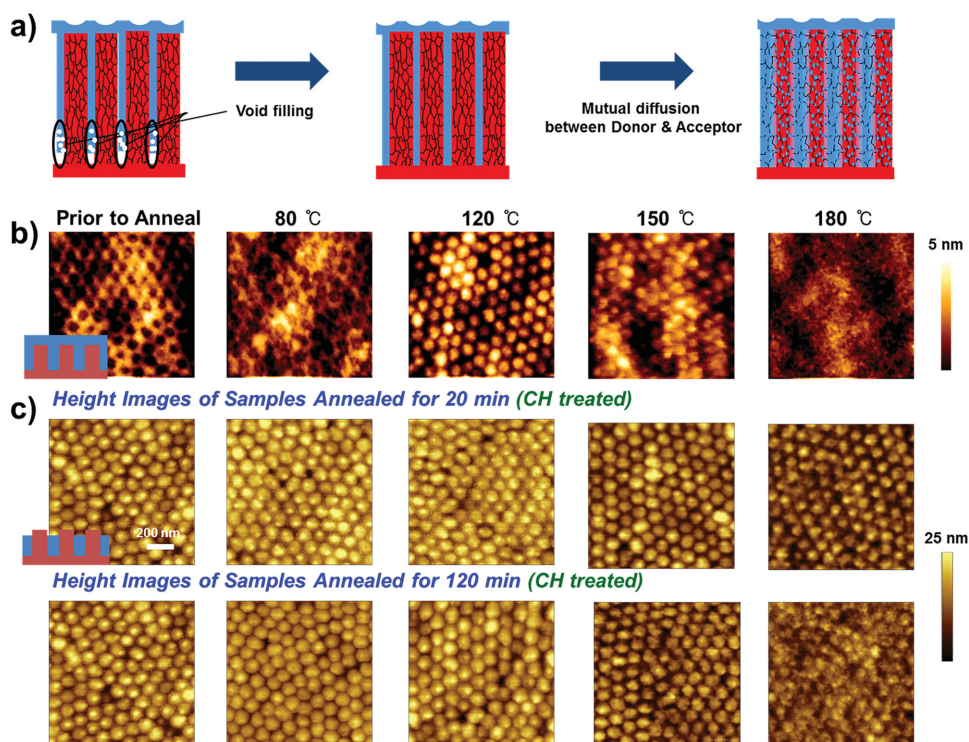 a)
Void filling
Mutual diffusion
between Donor & Acceptor
Prior to Anneal
80 ℃
120 ℃
150 ℃
180 ℃
b)
5 nm
Height Images of Samples Annealed for 20 min (CH treated)
c)
200 nm
25 nm
Height Images of Samples Annealed for 120 min (CH treated)